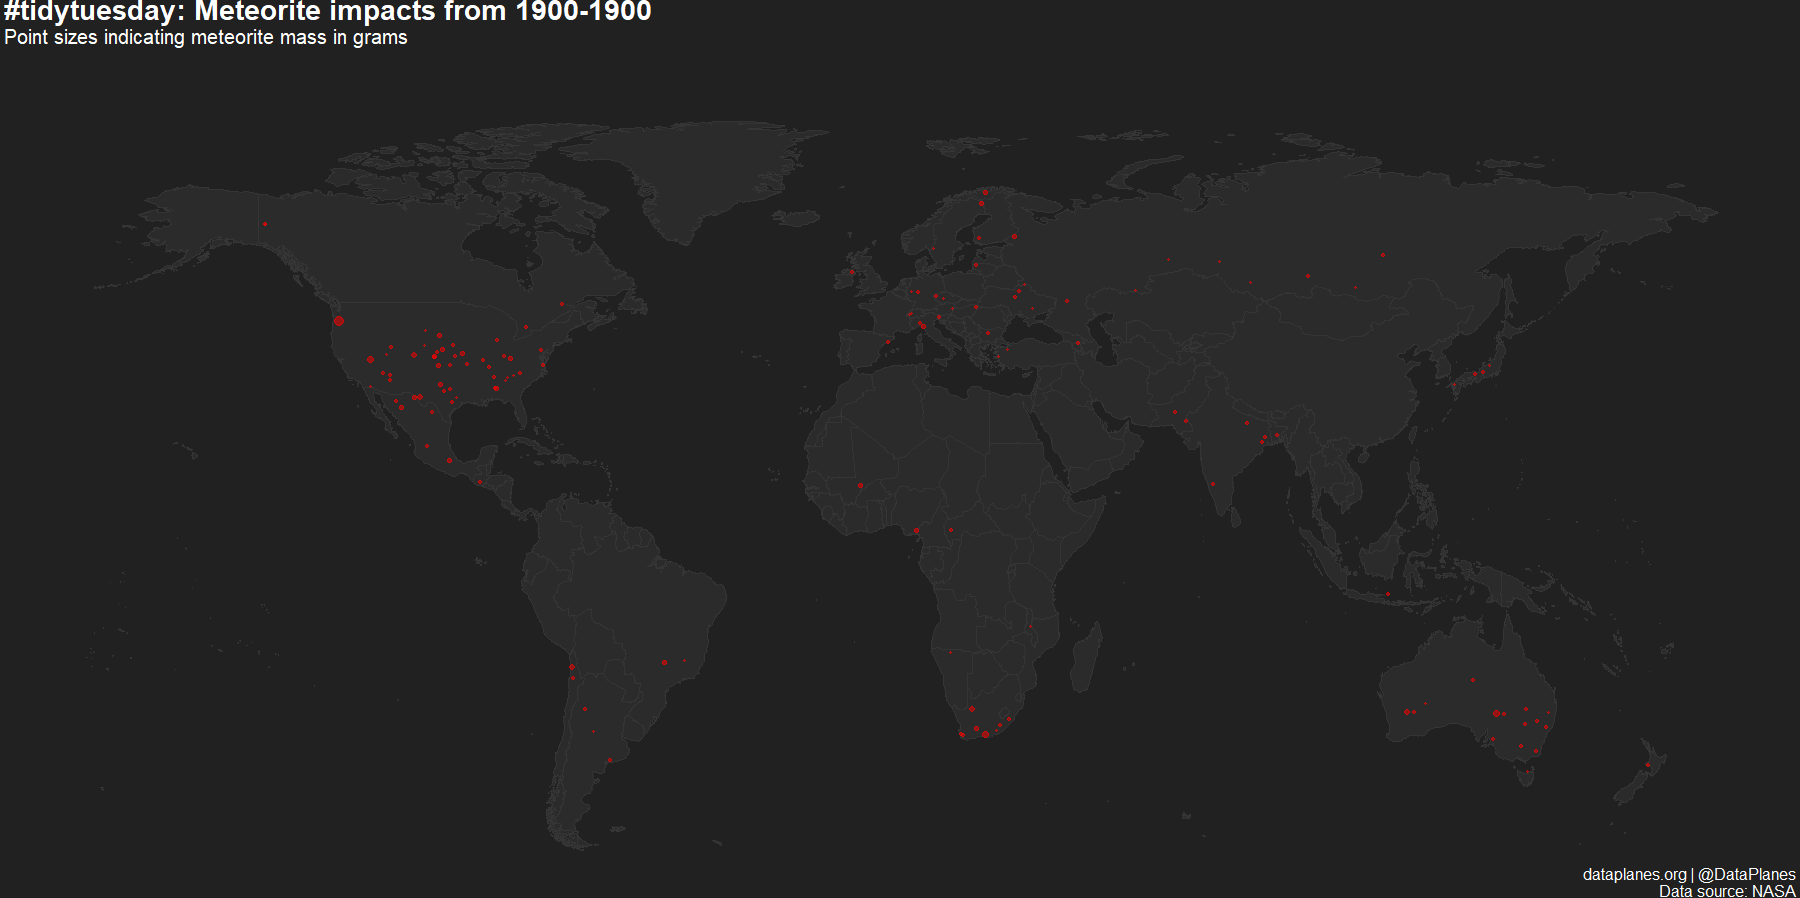 #tidytuesday: Meteorite impacts from 1900-1900
Point sizes indicating meteorite mass in grams
dataplanes.org | @DataPlanes
Data source: NASA